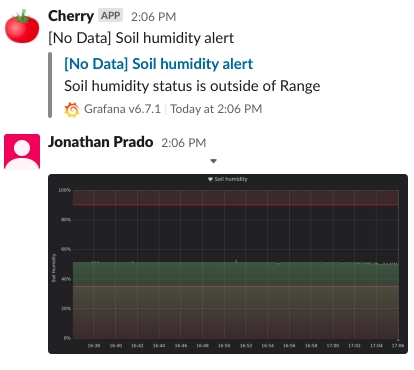 Cherry APP 2:06 PM
[No Data] Soil humidity alert
[No Data] Soil humidity alert
Soil humidity status is outside of Range
Grafana v6.7.1 | Today at 2:06 PM
Jonathan Prado 2:06 PM
Soil humidity
100%
80%
60%
40%
20%
0%
Soil Humidity
16:38 16:40 16:42 16:44 16:46 16:48 16:50 16:52 16:54 16:56 16:58 17:00 17:02 17:04 17:06